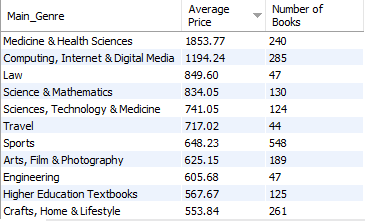 Main_Genre Average Price Number of Books
Medicine & Health Sciences 1853.77 240
Computing, Internet & Digital Media 1194.24 285
Law 849.60 47
Science & Mathematics 834.05 130
Sciences, Technology & Medicine 741.05 124
Travel 717.02 44
Sports 648.23 548
Arts, Film & Photography 625.15 189
Engineering 605.68 47
Higher Education Textbooks 567.67 125
Crafts, Home & Lifestyle 553.84 261